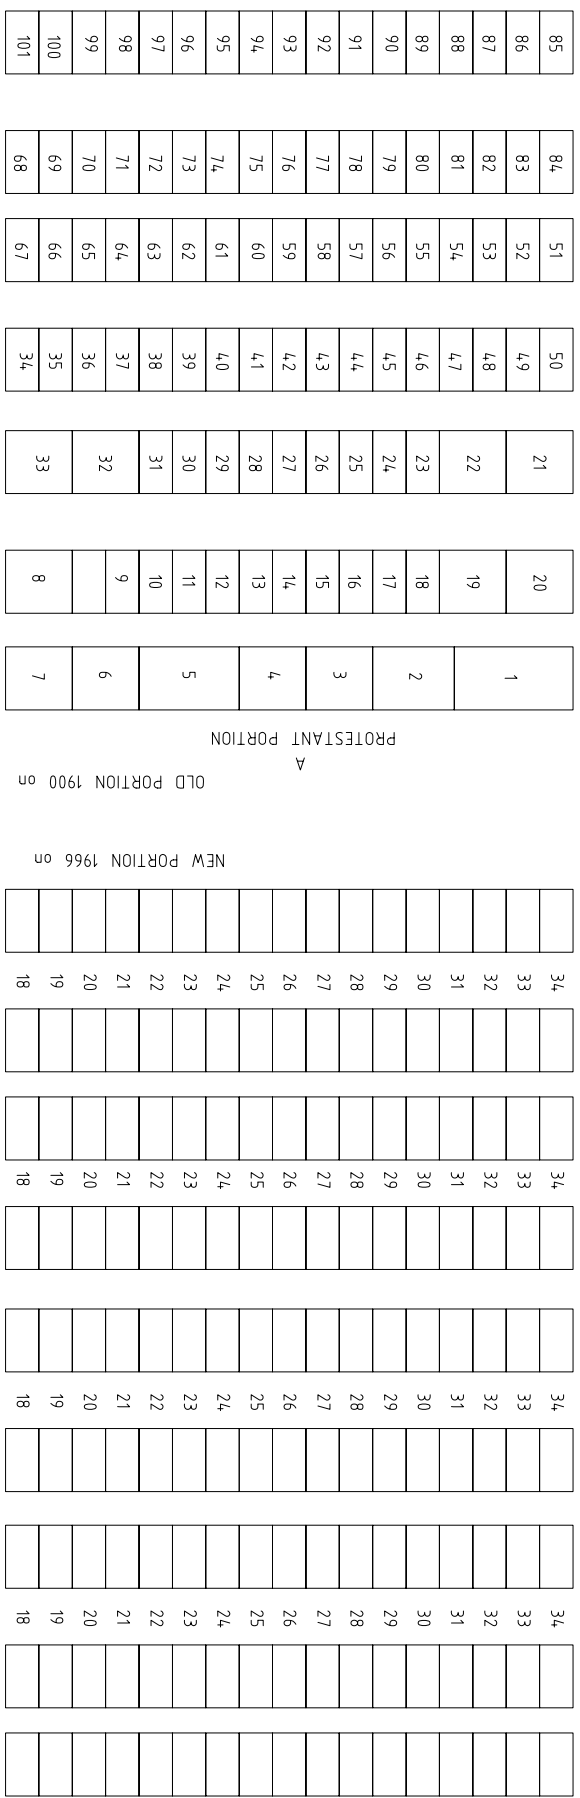 101 100 99 98 97 96 95 94 93 92 91 90 89 88 87 86 85
68 69 70 71 72 73 74 75 76 77 78 79 80 81 82 83 84
67 66 65 64 63 62 61 60 59 58 57 56 55 54 53 52 51
34 35 36 37 38 39 40 41 42 43 44 45 46 47 48 49 50
33 32 31 30 29 28 27 26 25 24 23 22 21
8 9 10 11 12 13 14 15 16 17 18 19 20
7 6 5 4 3 2 1
PROTESTANT PORTION
A
OLD PORTION 1900 on
NEW PORTION 1966 on
18 19 20 21 22 23 24 25 26 27 28 29 30 31 32 33 34
18 19 20 21 22 23 24 25 26 27 28 29 30 31 32 33 34
18 19 20 21 22 23 24 25 26 27 28 29 30 31 32 33 34
18 19 20 21 22 23 24 25 26 27 28 29 30 31 32 33 34